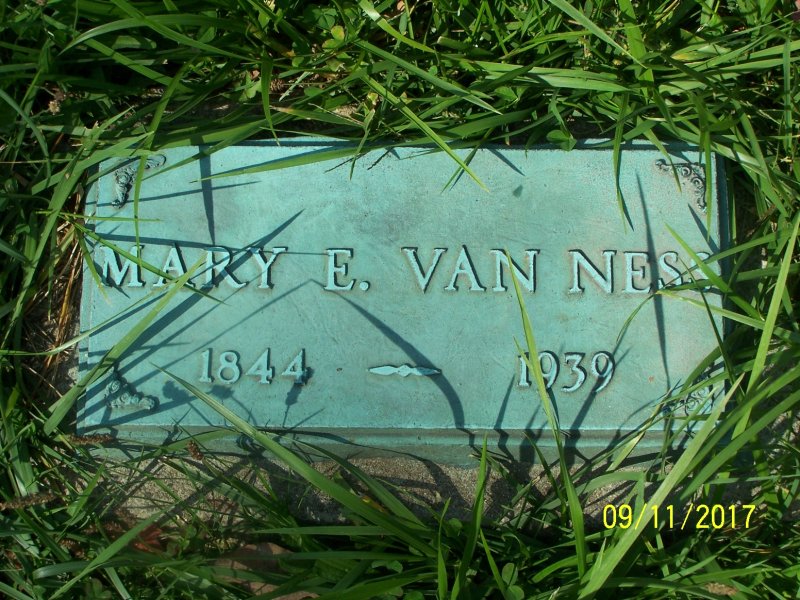 MARY E. VAN NESS
1844 – 1939
09/11/2017